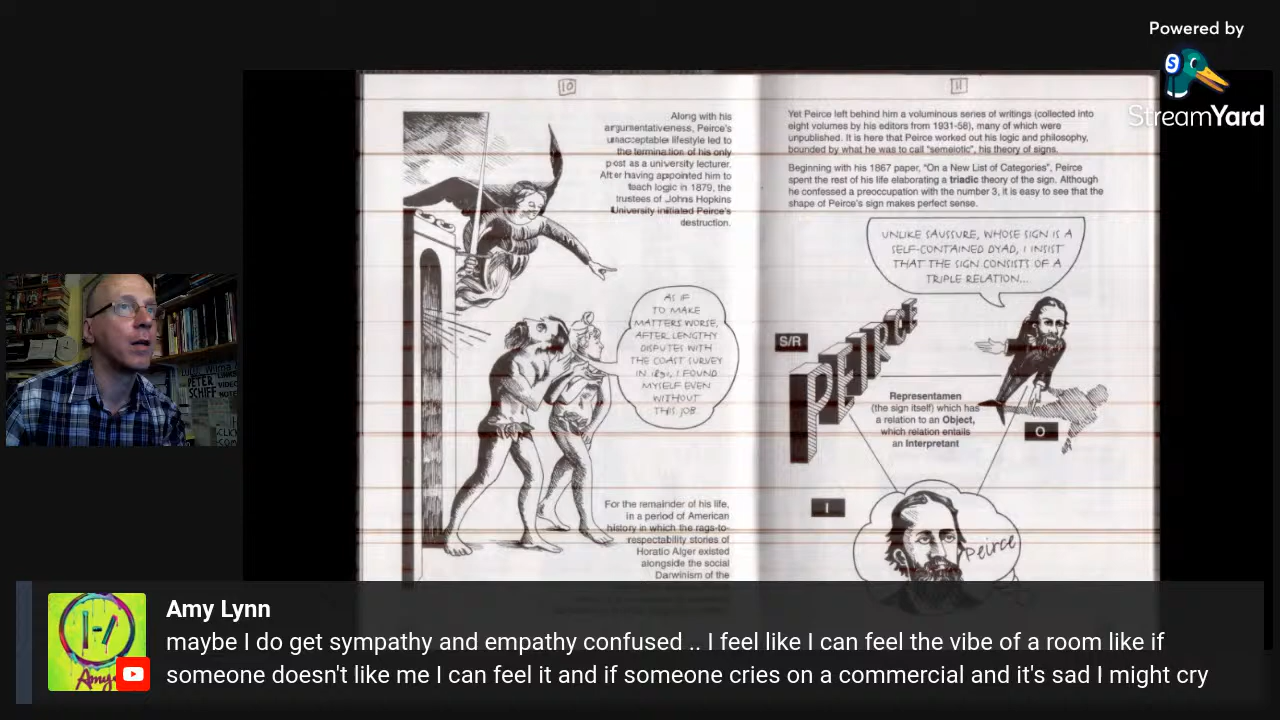 Powered by
StreamYard
10
Along with his
argumentativeness, Peirce's
unacceptable lifestyle led to
the termination of his only
post as a university lecturer.
After having appointed him to
teach logic in 1879, the
trustees of Johns Hopkins
University initiated Peirce's
destruction.
AS IF
TO MAKE
MATTERS WORSE,
AFTER LENGTHY
DISPUTES WITH
THE COAST SURVEY
IN 1891, I FOUND
MYSELF EVEN
WITHOUT
THIS JOB.
For the remainder of his life,
in a period of American
history in which the rags-to-
respectability stories of
Horatio Alger existed
alongside the social
Darwinism of the
11
Yet Peirce left behind him a voluminous series of writings (collected into
eight volumes by his editors from 1931-58), many of which were
unpublished. It is here that Peirce worked out his logic and philosophy,
bounded by what he was to call "semeiotic", his theory of signs.
Beginning with his 1867 paper, "On a New List of Categories", Peirce
spent the rest of his life elaborating a triadic theory of the sign. Although
he confessed a preoccupation with the number 3, it is easy to see that the
shape of Peirce's sign makes perfect sense.
UNLIKE SAUSSURE, WHOSE SIGN IS A
SELF-CONTAINED DYAD, I INSIST
THAT THE SIGN CONSISTS OF A
TRIPLE RELATION...
S/R
PEIRCE
Representamen
(the sign itself) which has
a relation to an Object,
which relation entails
an Interpretant
O
I
Peirce
PETER
SCHIFF
Amy Lynn
maybe I do get sympathy and empathy confused .. I feel like I can feel the vibe of a room like if
someone doesn't like me I can feel it and if someone cries on a commercial and it's sad I might cry